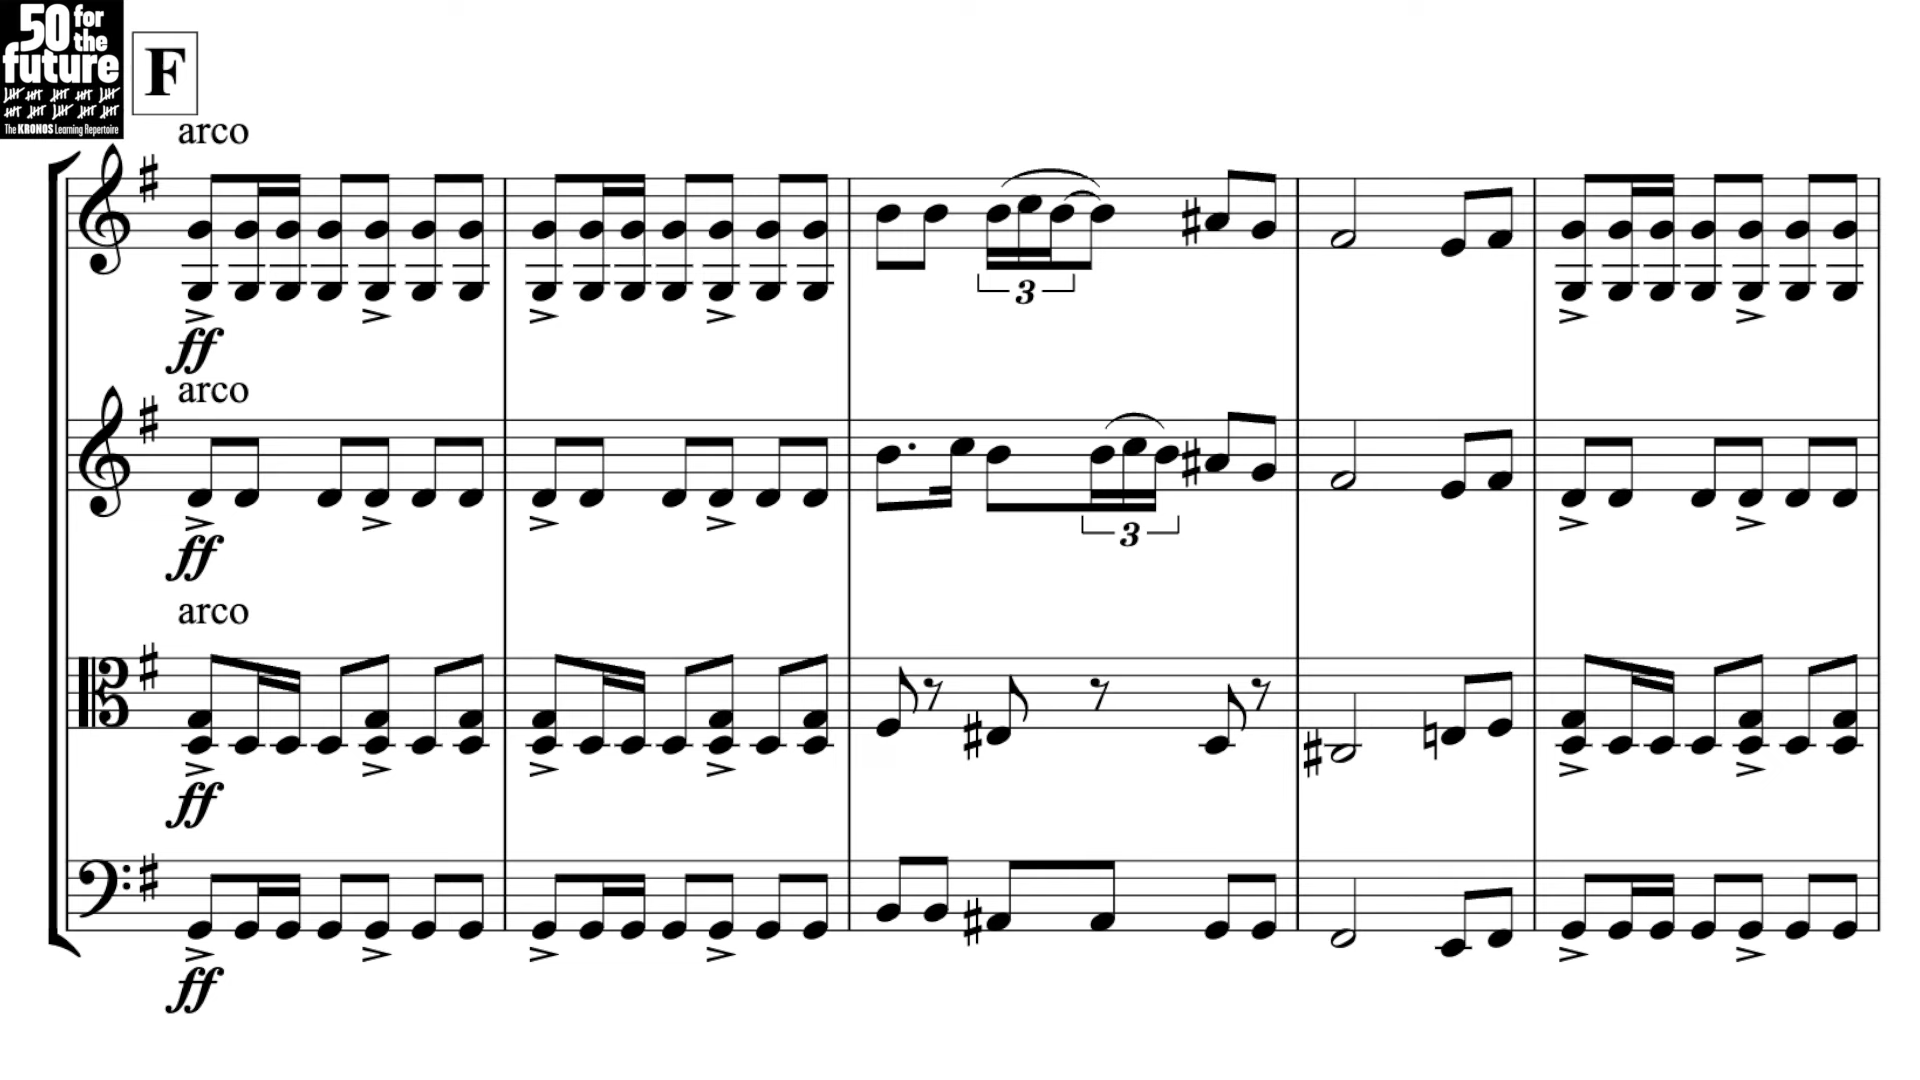 50 for
the
future
The KRONOS Learning Repertoire
F
arco
ff
3
arco
ff
3
arco
ff
ff